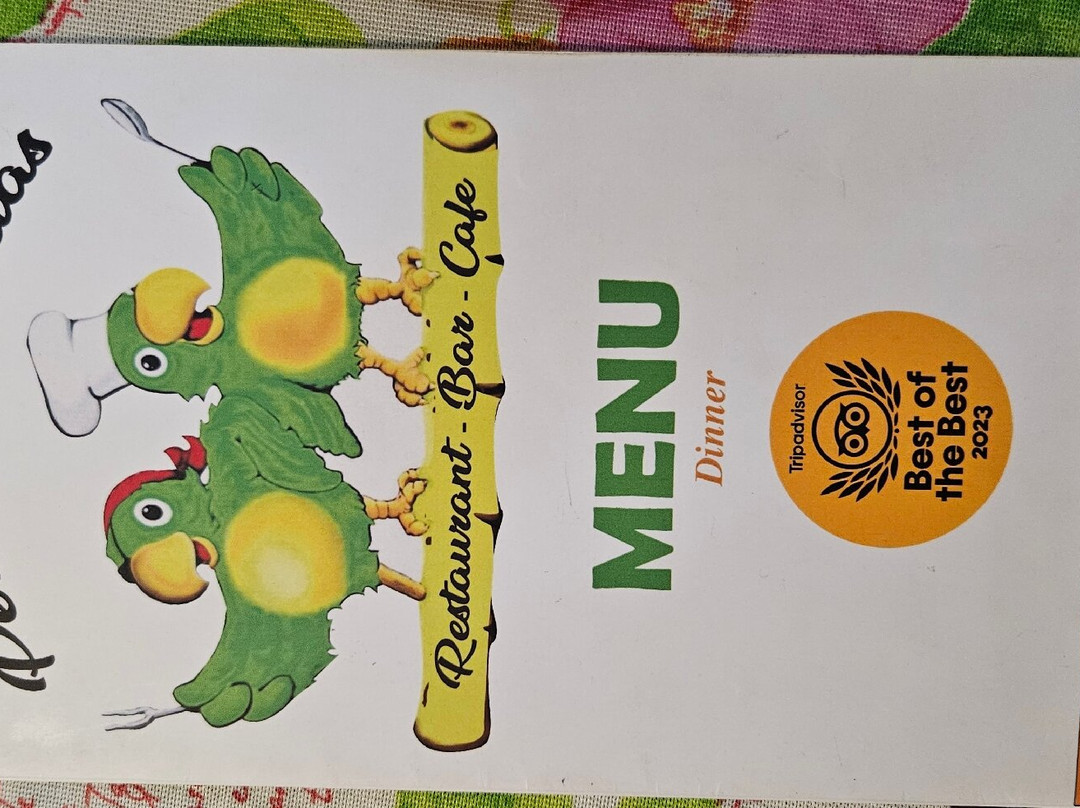 Restaurant - Bar - Cafe
MENU
Dinner
Tripadvisor
Best of
the Best
2023